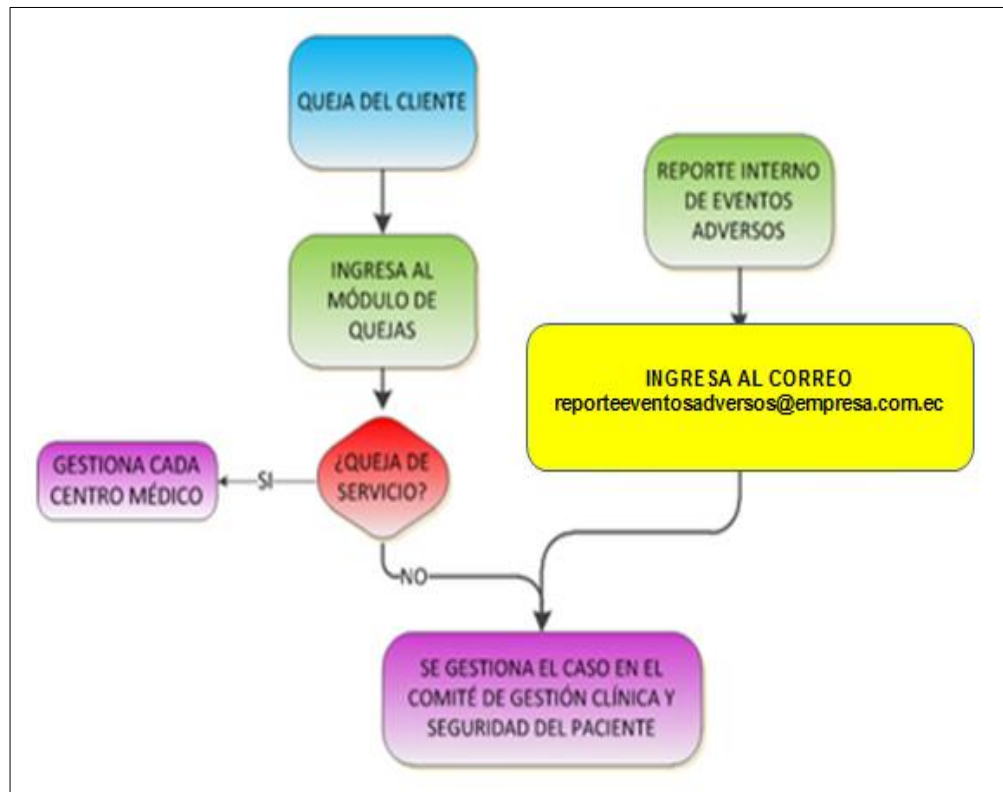 QUEJA DEL CLIENTE
INGRESA AL
MÓDULO DE
QUEJAS
¿QUEJA DE
SERVICIO?
SI
GESTIONA CADA
CENTRO MÉDICO
NO
REPORTE INTERNO
DE EVENTOS
ADVERSOS
INGRESA AL CORREO
reporteeventosadversos@empresa.com.ec
SE GESTIONA EL CASO EN EL
COMITÉ DE GESTIÓN CLÍNICA Y
SEGURIDAD DEL PACIENTE